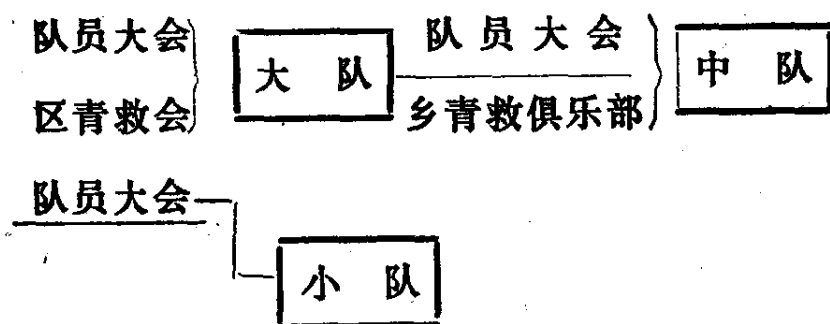 队员大会 队员大会
大队 中队
区青救会 乡青救俱乐部
队员大会
小队